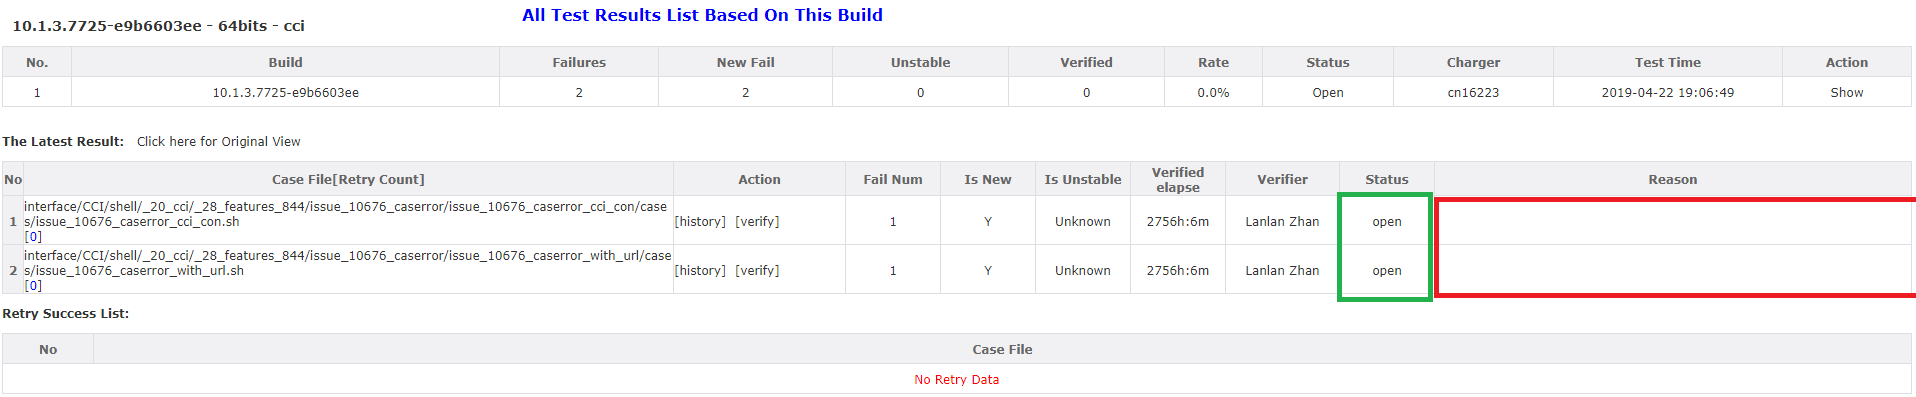 All Test Results List Based On This Build
10.1.3.7725-e9b6603ee - 64bits - cci
No. Build Failures New Fail Unstable Verified Rate Status Charger Test Time Action
1 10.1.3.7725-e9b6603ee 2 2 0 0 0.0% Open cn16223 2019-04-22 19:06:49 Show
The Latest Result: Click here for Original View
No Case File[Retry Count] Action Fail Num Is New Is Unstable Verified elapse Verifier Status Reason
interface/CCI/shell/_20_cci/_28_features_844/issue_10676_caserror/issue_10676_caserror_cci_con/case
1 s/issue_10676_caserror_cci_con.sh [history] [verify] 1 Y Unknown 2756h:6m Lanlan Zhan open
[0]
interface/CCI/shell/_20_cci/_28_features_844/issue_10676_caserror/issue_10676_caserror_with_url/case
2 s/issue_10676_caserror_with_url.sh [history] [verify] 1 Y Unknown 2756h:6m Lanlan Zhan open
[0]
Retry Success List:
No Case File
No Retry Data